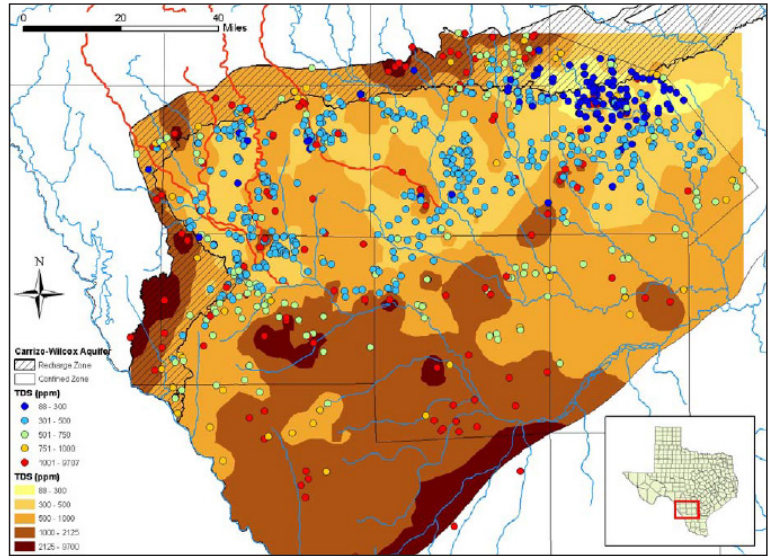 0 20 40
Miles
N
Carrizo-Wilcox Aquifer
Recharge Zone
Confined Zone
TDS (ppm)
88 - 300
301 - 500
501 - 750
751 - 1000
1001 - 9707
TDS (ppm)
88 - 300
300 - 500
500 - 1000
1000 - 2125
2125 - 9700